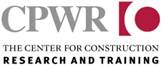 CPWR
THE CENTER FOR CONSTRUCTION
RESEARCH AND TRAINING